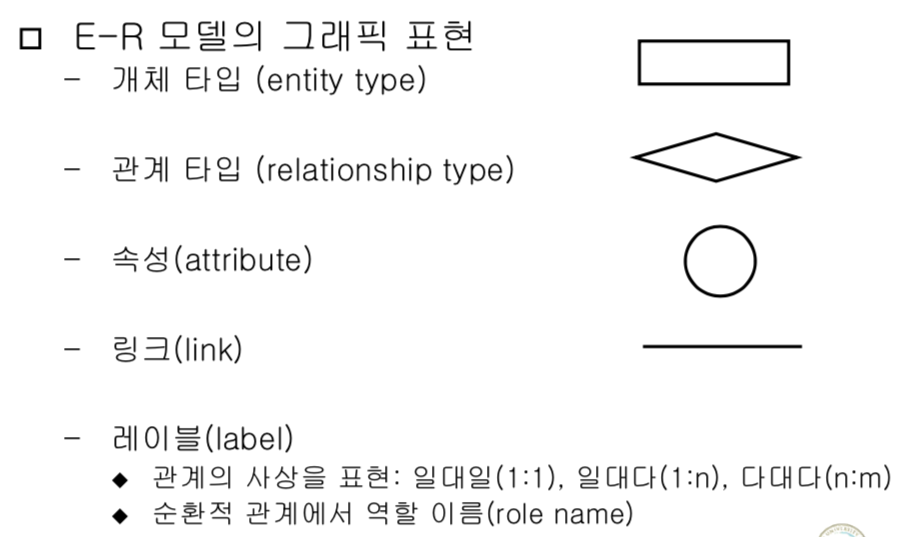 E-R 모델의 그래픽 표현
- 개체 타입 (entity type)
- 관계 타입 (relationship type)
- 속성(attribute)
- 링크(link)
- 레이블(label)
◆ 관계의 사상을 표현: 일대일(1:1), 일대다(1:n), 다대다(n:m)
◆ 순환적 관계에서 역할 이름(role name)